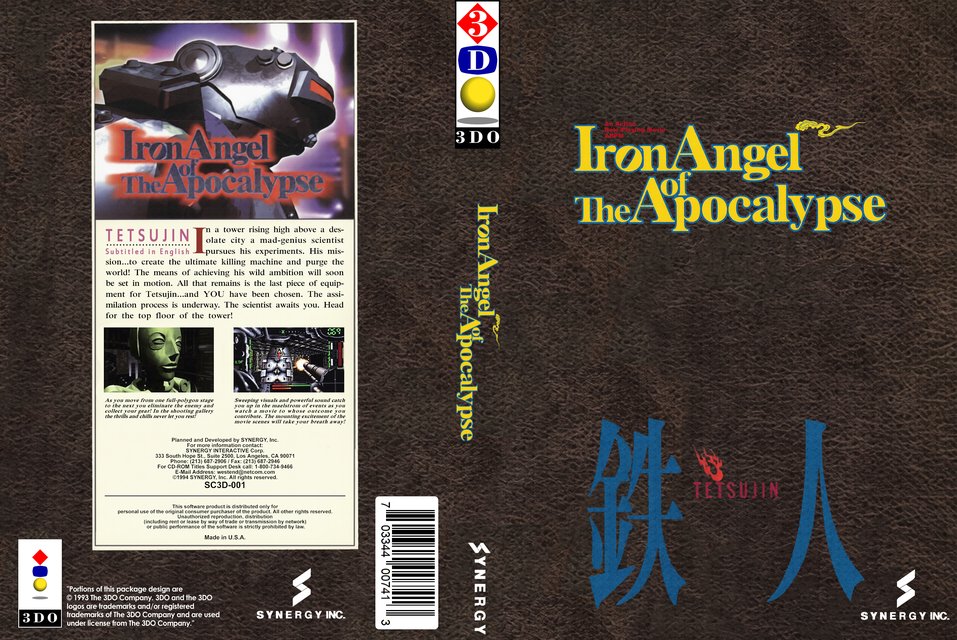 Iron Angel
of
The Apocalypse
TETSUJIN
Subtitled in English
In a tower rising high above a des-
olate city a mad-genius scientist
pursues his experiments. His mis-
sion...to create the ultimate killing machine and purge the
world! The means of achieving his wild ambition will soon
be set in motion. All that remains is the last piece of equip-
ment for Tetsujin...and YOU have been chosen. The assi-
milation process is underway. The scientist awaits you. Head
for the top floor of the tower!
As you move from one full-polygon stage
to the next you eliminate the enemy and
collect your gear! In the shooting gallery
the thrills and chills never let you rest!
Sweeping visuals and powerful sound catch
you up in the maelstrom of events as you
watch a movie to whose outcome you
contribute. The mounting excitement of the
movie scenes will take your breath away!
Planned and Developed by SYNERGY, Inc.
For more information contact:
SYNERGY INTERACTIVE Corp.
333 South Hope St., Suite 2500, Los Angeles, CA 90071
Phone: (213) 687-2906 / Fax: (213) 687-2946
For CD-ROM Titles Support Desk call: 1-800-734-9466
E-Mail Address: westend@netcom.com
©1994 SYNERGY, Inc. All rights reserved.
SC3D-001
This software product is distributed only for
personal use of the original consumer purchaser of the product. All other rights reserved.
Unauthorized reproduction, distribution
(including rent or lease by way of trade or transmission by network)
or public performance of the software is strictly prohibited by law.
Made in U.S.A.
3DO
"Portions of this package design are
© 1993 The 3DO Company. 3DO and the 3DO
logos are trademarks and/or registered
trademarks of The 3DO Company and are used
under license from The 3DO Company."
SYNERGY INC.
7 03344 00741 3
3
D
3DO
Iron Angel
of
The Apocalypse
SYNERGY
An Action
Role-Playing Movie
Iron Angel
of
The Apocalypse
鉄人
TETSUJIN
SYNERGY INC.